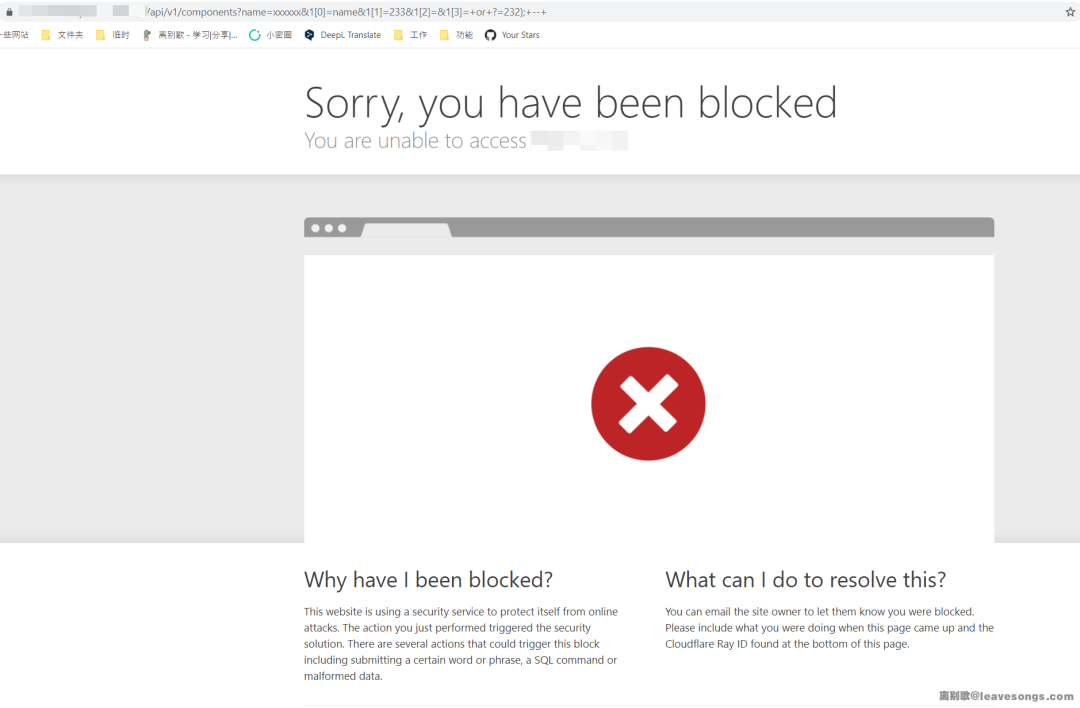 /api/v1/components?name=xxxxxx&1[0]=name&1[1]=233&1[2]=&1[3]=+or+?=232);+--+
些网站 文件夹 临时 离别歌 - 学习|分享|... 小密圈 DeepL Translate 工作 功能 Your Stars
Sorry, you have been blocked
You are unable to access
Why have I been blocked?
This website is using a security service to protect itself from online
attacks. The action you just performed triggered the security
solution. There are several actions that could trigger this block
including submitting a certain word or phrase, a SQL command or
malformed data.
What can I do to resolve this?
You can email the site owner to let them know you were blocked.
Please include what you were doing when this page came up and the
Cloudflare Ray ID found at the bottom of this page.
离别歌@leavesongs.com